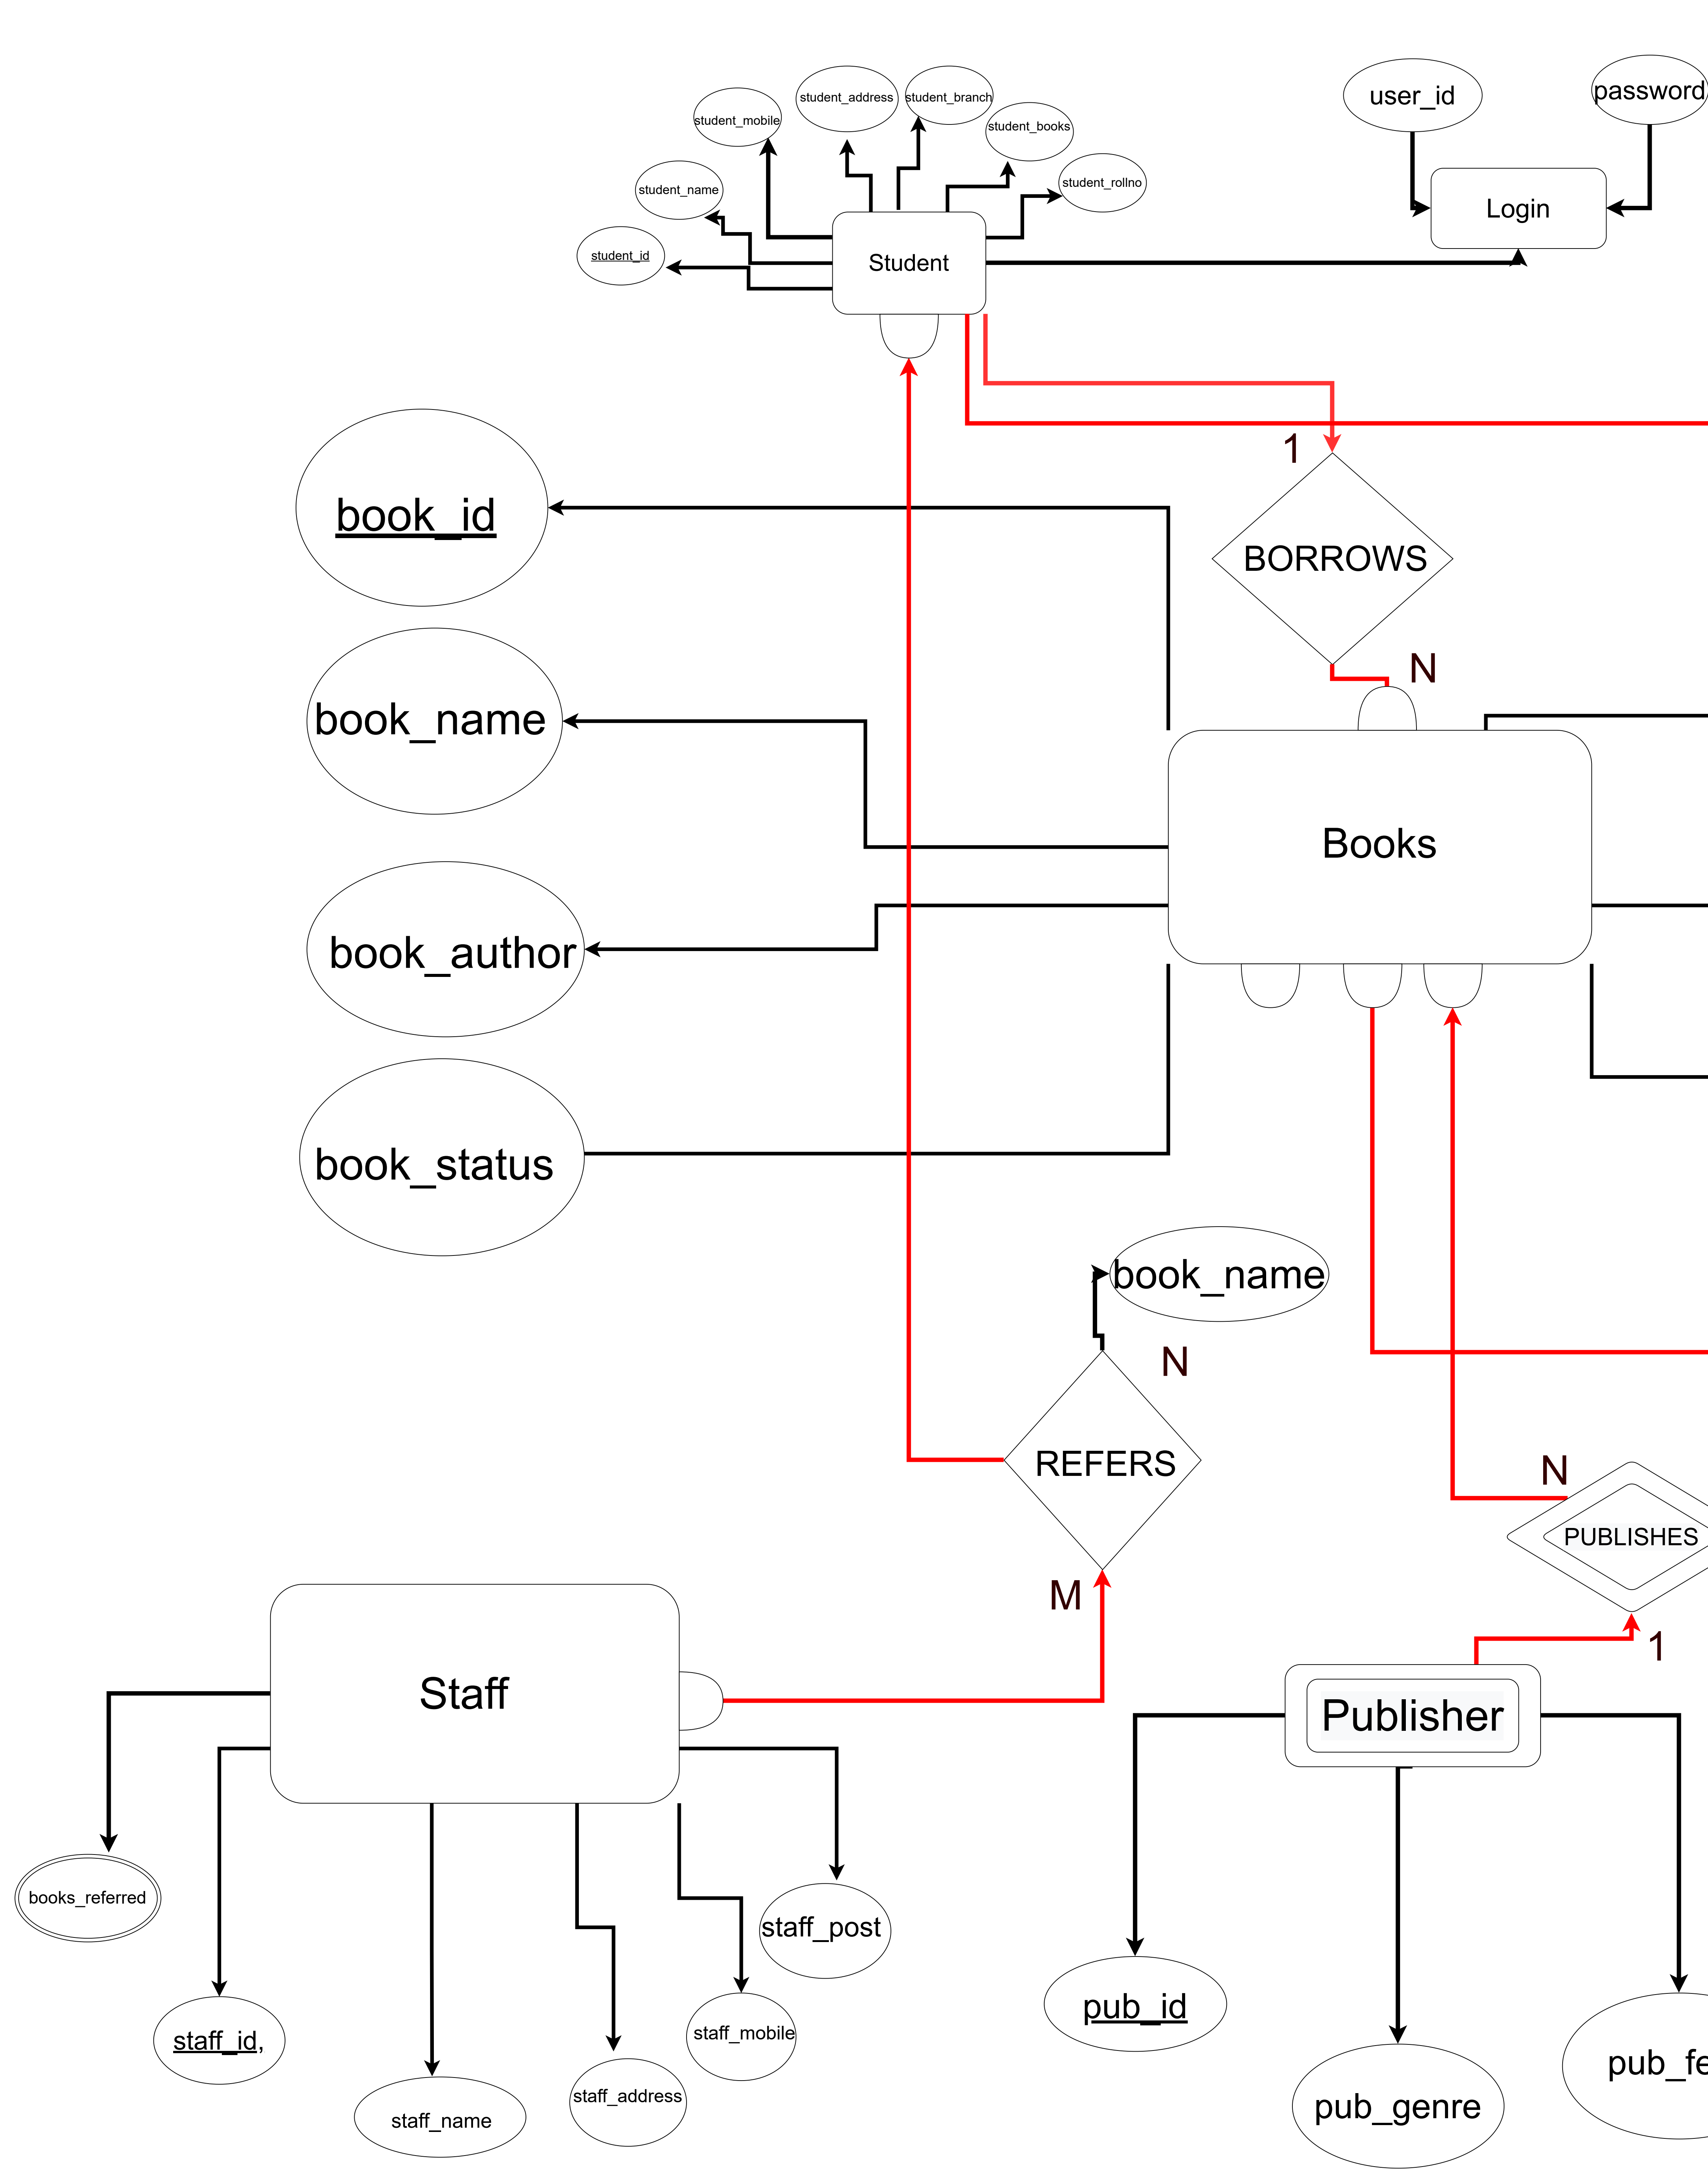 student_address
student_branch
student_mobile
student_books
student_name
student_rollno
student_id
Student
user_id
password
Login
1
BORROWS
N
book_id
book_name
book_author
book_status
Books
book_name
N
REFERS
M
N
PUBLISHES
1
Staff
Publisher
books_referred
staff_id,
staff_name
staff_address
staff_mobile
staff_post
pub_id
pub_genre
pub_fe